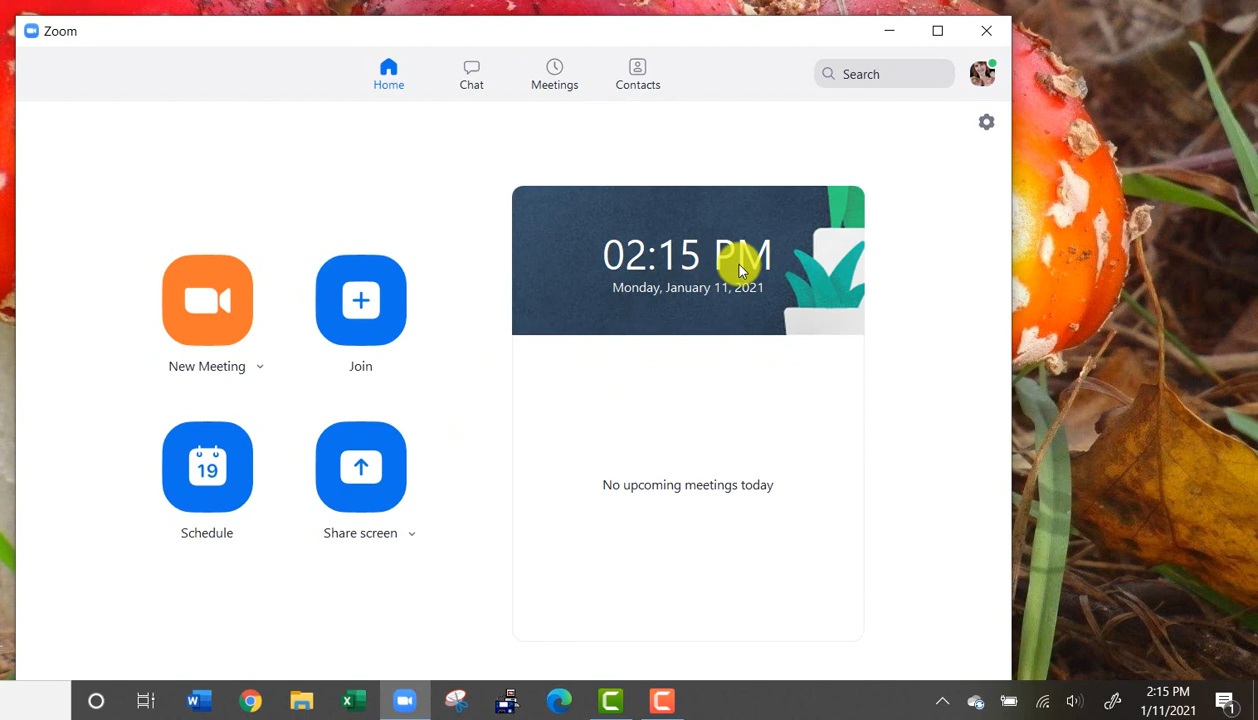 Zoom
Home
Chat
Meetings
Contacts
Search
02:15 PM
Monday, January 11, 2021
New Meeting
Join
19
Schedule
Share screen
No upcoming meetings today
2:15 PM
1/11/2021
1